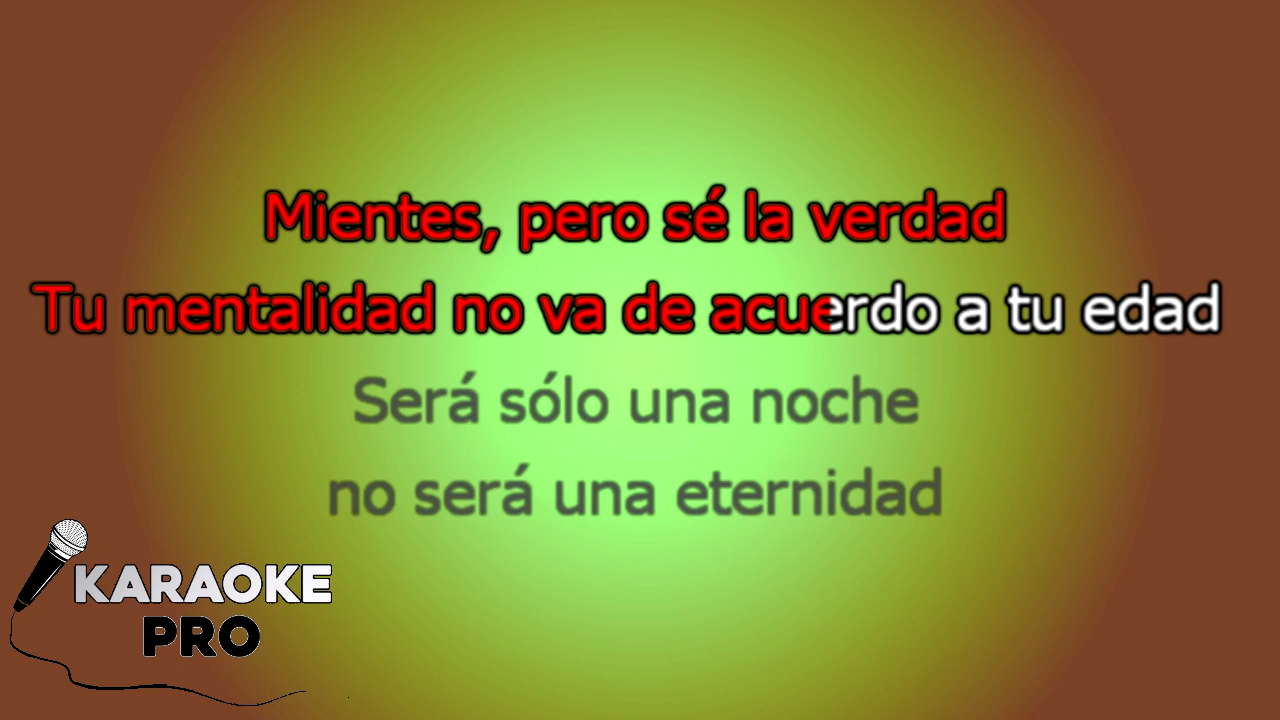 Mientes, pero sé la verdad
Tu mentalidad no va de acuerdo a tu edad
Será sólo una noche
no será una eternidad
KARAOKE
PRO